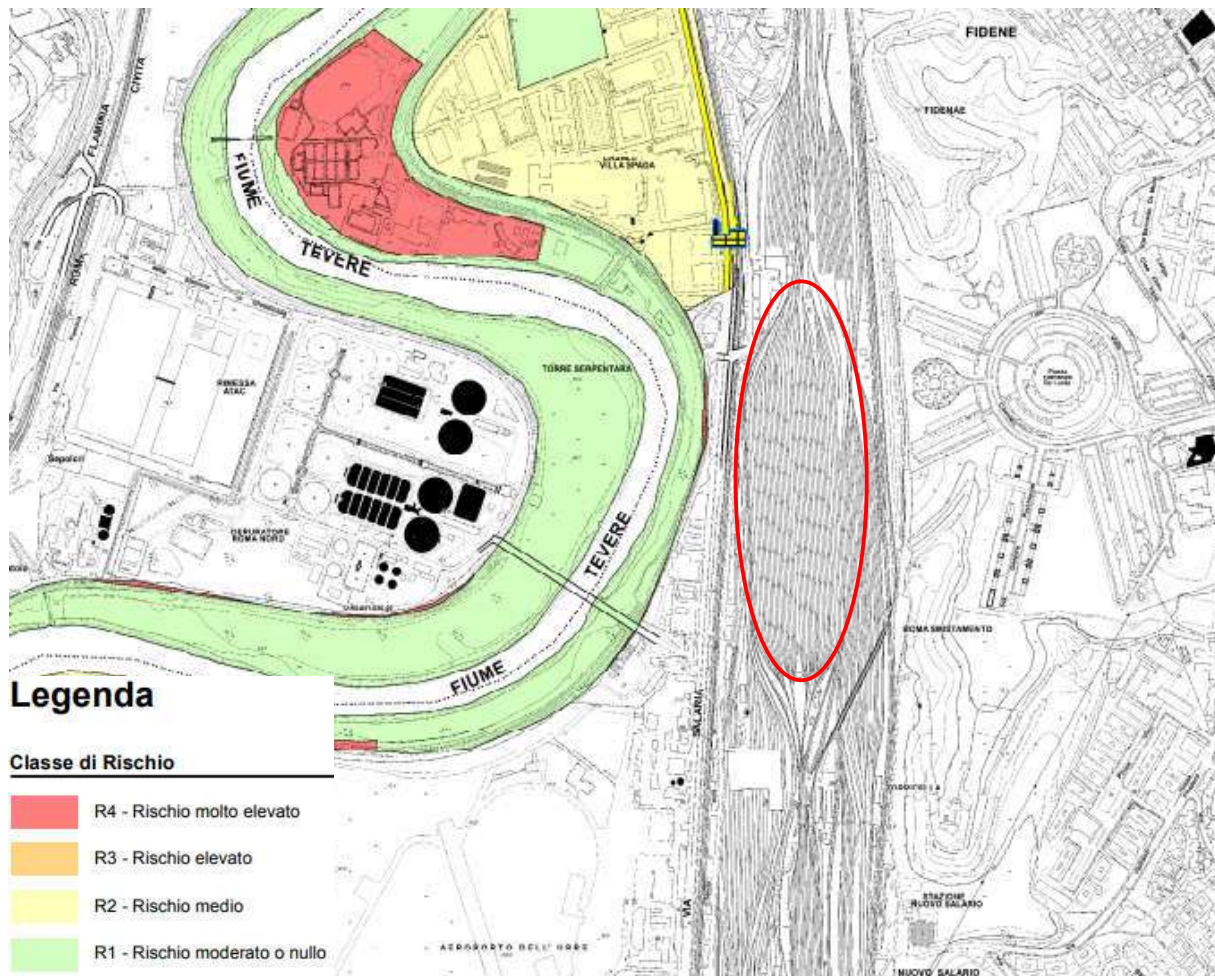 FIDENE
CIVITA
FLAMINIA
FIDENAE
VILLA SPADA
FIUME
TEVERE
ROMA
TORRE SERPENTARA
RIMESSA
ATAC
Sepolcri
DEPURATORE
ROMA NORD
TEVERE
ROMA SMISTAMENTO
FIUME
SALARIA
VIA
STAZIONE
NUOVO SALARIO
AEROPORTO DELL' URBE
NUOVO SALARIO
Legenda
Classe di Rischio
R4 - Rischio molto elevato
R3 - Rischio elevato
R2 - Rischio medio
R1 - Rischio moderato o nullo